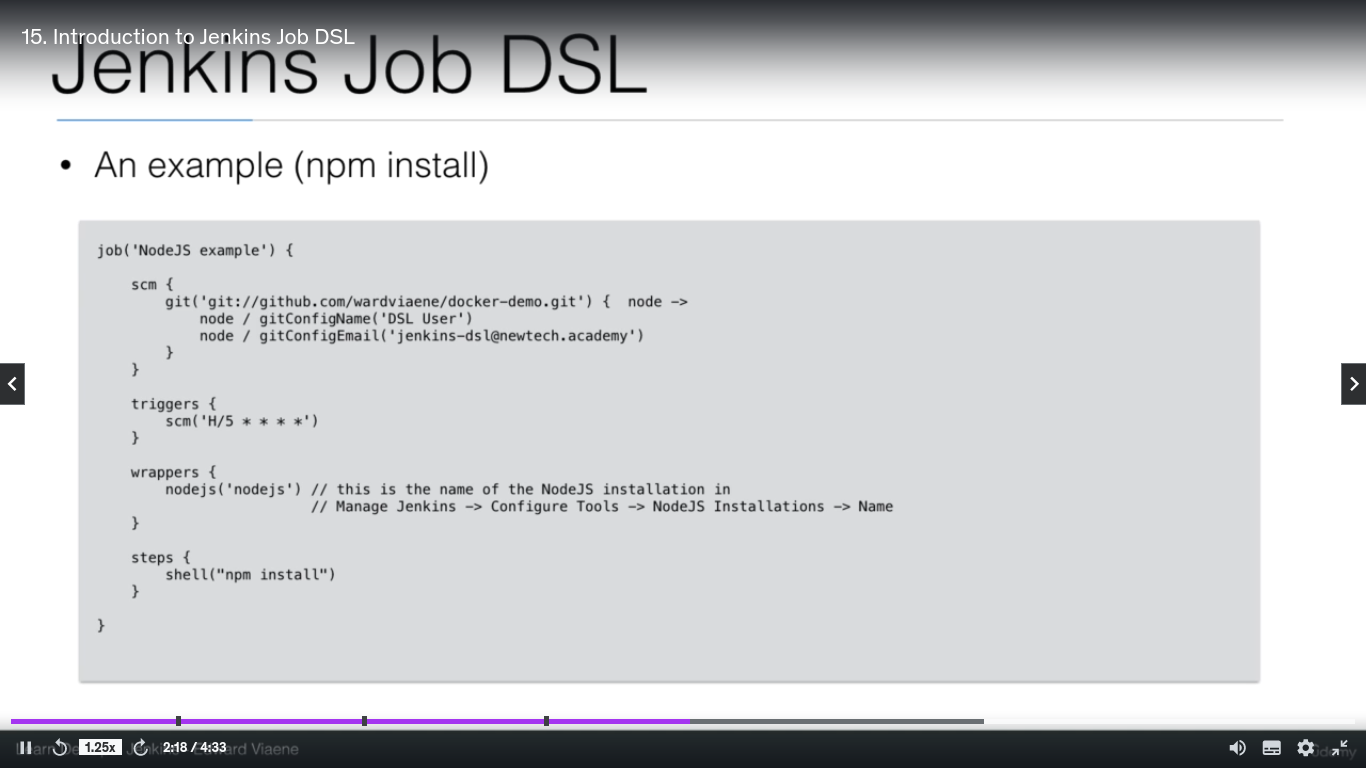 15. Introduction to Jenkins Job DSL
Jenkins Job DSL
• An example (npm install)
job('NodeJS example') {
scm {
git('git://github.com/wardviaene/docker-demo.git') {  node ->
node / gitConfigName('DSL User')
node / gitConfigEmail('jenkins-dsl@newtech.academy')
}
}
triggers {
scm('H/5 * * * *')
}
wrappers {
nodejs('nodejs') // this is the name of the NodeJS installation in
// Manage Jenkins -> Configure Tools -> NodeJS Installations -> Name
}
steps {
shell("npm install")
}
}
1.25x
2:18 / 4:33
ward Viaene